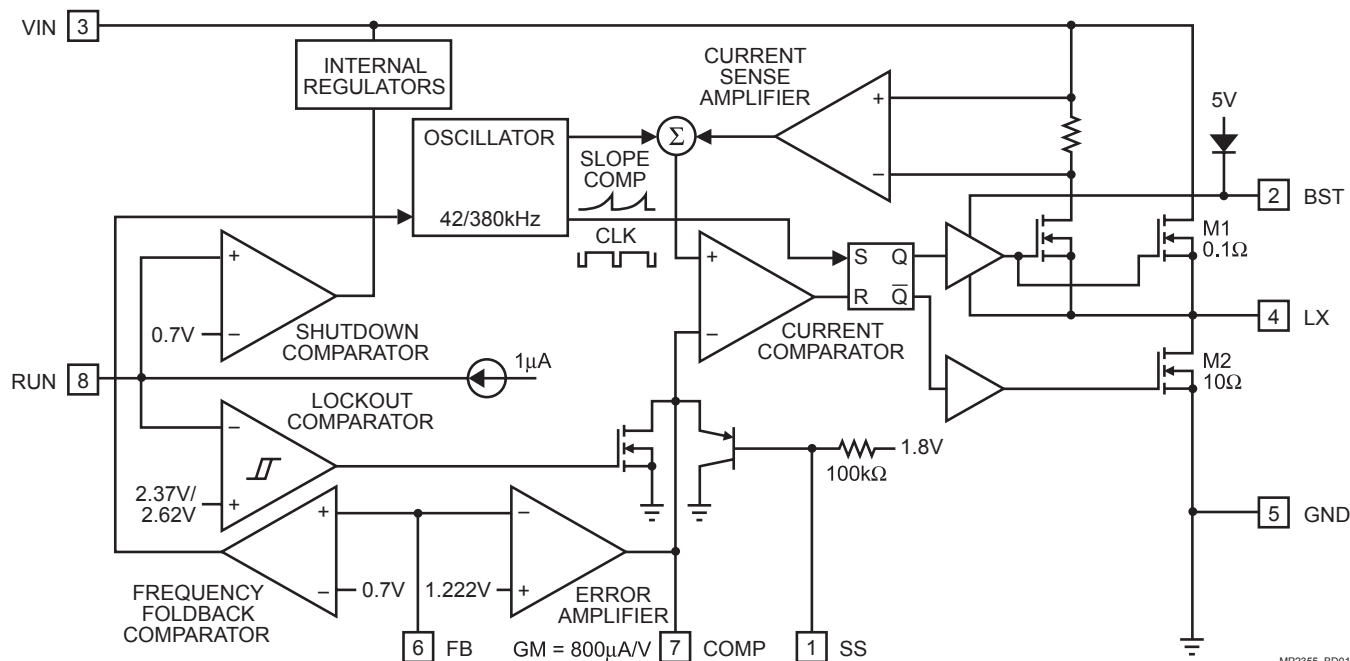 VIN 3
INTERNAL
REGULATORS
CURRENT
SENSE
AMPLIFIER
+
–
5V
OSCILLATOR
42/380kHz
Σ
SLOPE
COMP
CLK
2 BST
M1
0.1Ω
+
–
0.7V
SHUTDOWN
COMPARATOR
+
–
CURRENT
COMPARATOR
S Q
R Q̅
4 LX
M2
10Ω
RUN 8
1µA
LOCKOUT
COMPARATOR
–
+
2.37V/
2.62V
1.8V
100kΩ
5 GND
+
–
0.7V
FREQUENCY
FOLDBACK
COMPARATOR
–
+
1.222V
ERROR
AMPLIFIER
6 FB
GM = 800µA/V
7 COMP
1 SS
MP2355_BD01